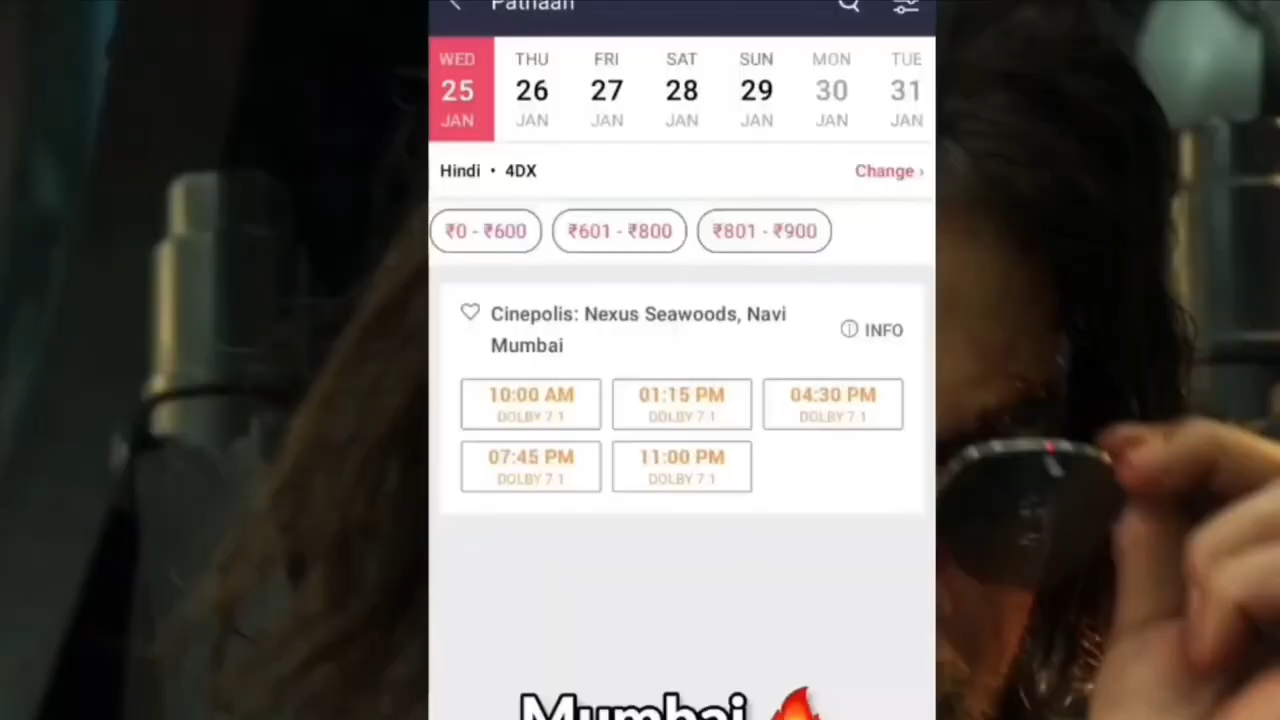 Pathaan
WED THU FRI SAT SUN MON TUE
25 26 27 28 29 30 31
JAN JAN JAN JAN JAN JAN JAN
Hindi • 4DX Change ›
₹0 - ₹600 ₹601 - ₹800 ₹801 - ₹900
Cinepolis: Nexus Seawoods, Navi
Mumbai
INFO
10:00 AM 01:15 PM 04:30 PM
DOLBY 7.1 DOLBY 7.1 DOLBY 7.1
07:45 PM 11:00 PM
DOLBY 7.1 DOLBY 7.1
Mumbai 🔥